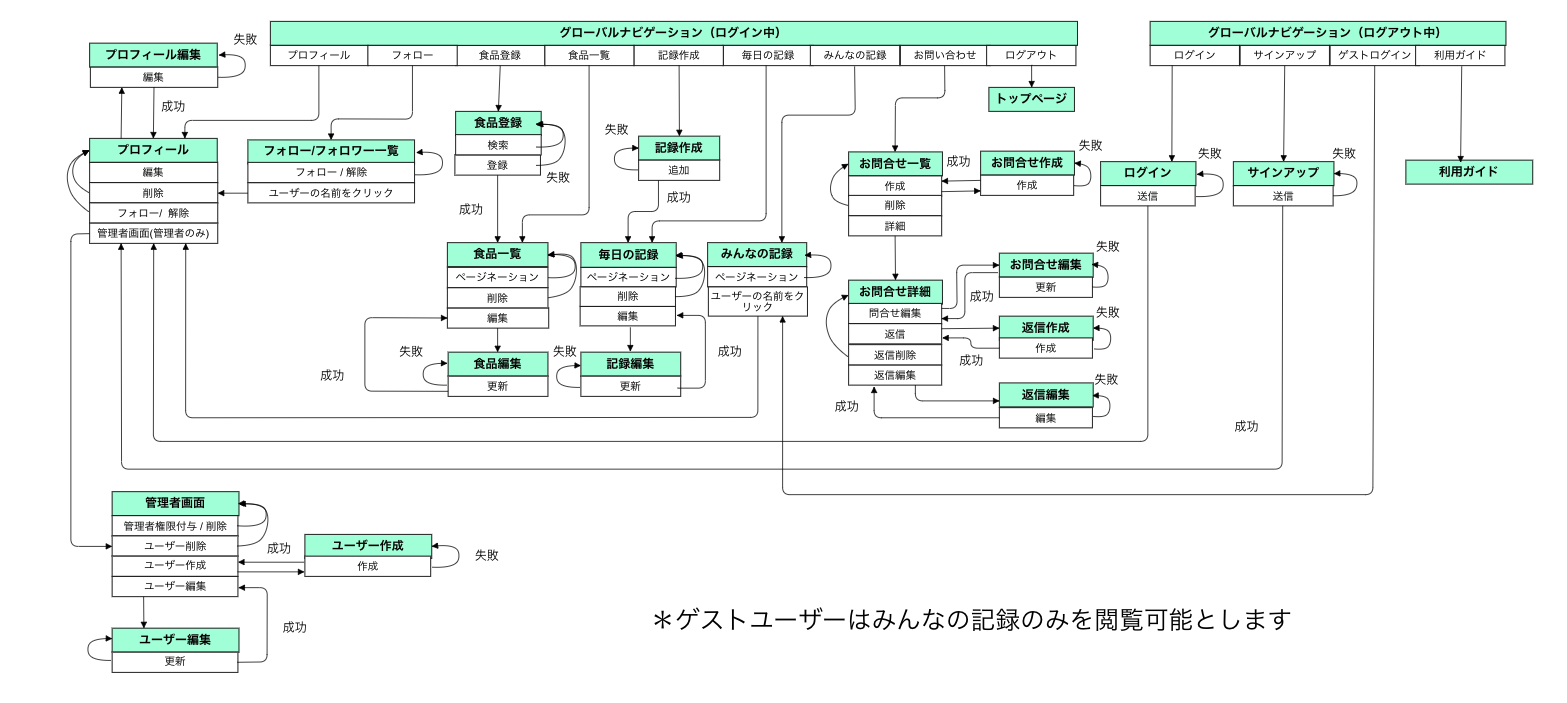 グローバルナビゲーション（ログイン中）
プロフィール
フォロー
食品登録
食品一覧
記録作成
毎日の記録
みんなの記録
お問い合わせ
ログアウト
グローバルナビゲーション（ログアウト中）
ログイン
サインアップ
ゲストログイン
利用ガイド
プロフィール編集
編集
失敗
成功
トップページ
プロフィール
編集
削除
フォロー/ 解除
管理者画面(管理者のみ)
フォロー/フォロワー一覧
フォロー / 解除
ユーザーの名前をクリック
食品登録
検索
登録
失敗
成功
記録作成
追加
失敗
成功
お問合せ一覧
作成
削除
詳細
成功
お問合せ作成
作成
失敗
ログイン
送信
失敗
サインアップ
送信
失敗
利用ガイド
食品一覧
ページネーション
削除
編集
毎日の記録
ページネーション
削除
編集
みんなの記録
ページネーション
ユーザーの名前をク
リック
お問合せ詳細
問合せ編集
返信
返信削除
返信編集
お問合せ編集
更新
失敗
成功
返信作成
作成
失敗
成功
返信編集
編集
失敗
成功
食品編集
更新
失敗
成功
記録編集
更新
失敗
成功
成功
管理者画面
管理者権限付与 / 削除
ユーザー削除
ユーザー作成
ユーザー編集
成功
ユーザー作成
作成
失敗
ユーザー編集
更新
成功
＊ゲストユーザーはみんなの記録のみを閲覧可能とします